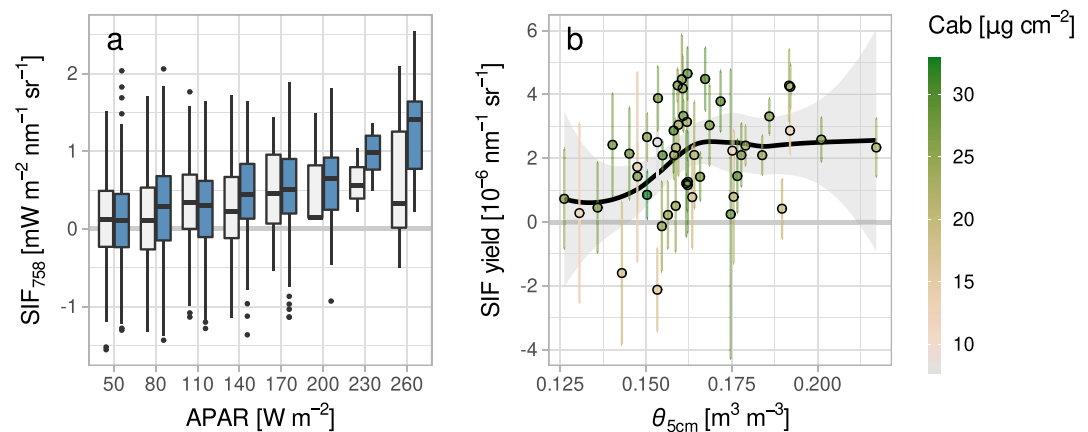 a
SIF₇₅₈ [mW m⁻² nm⁻¹ sr⁻¹]
2
1
0
-1
50 80 110 140 170 200 230 260
APAR [W m⁻²]
b
SIF yield [10⁻⁶ nm⁻¹ sr⁻¹]
6
4
2
0
-2
-4
0.125 0.150 0.175 0.200
θ₅cm [m³ m⁻³]
Cab [µg cm⁻²]
30
25
20
15
10